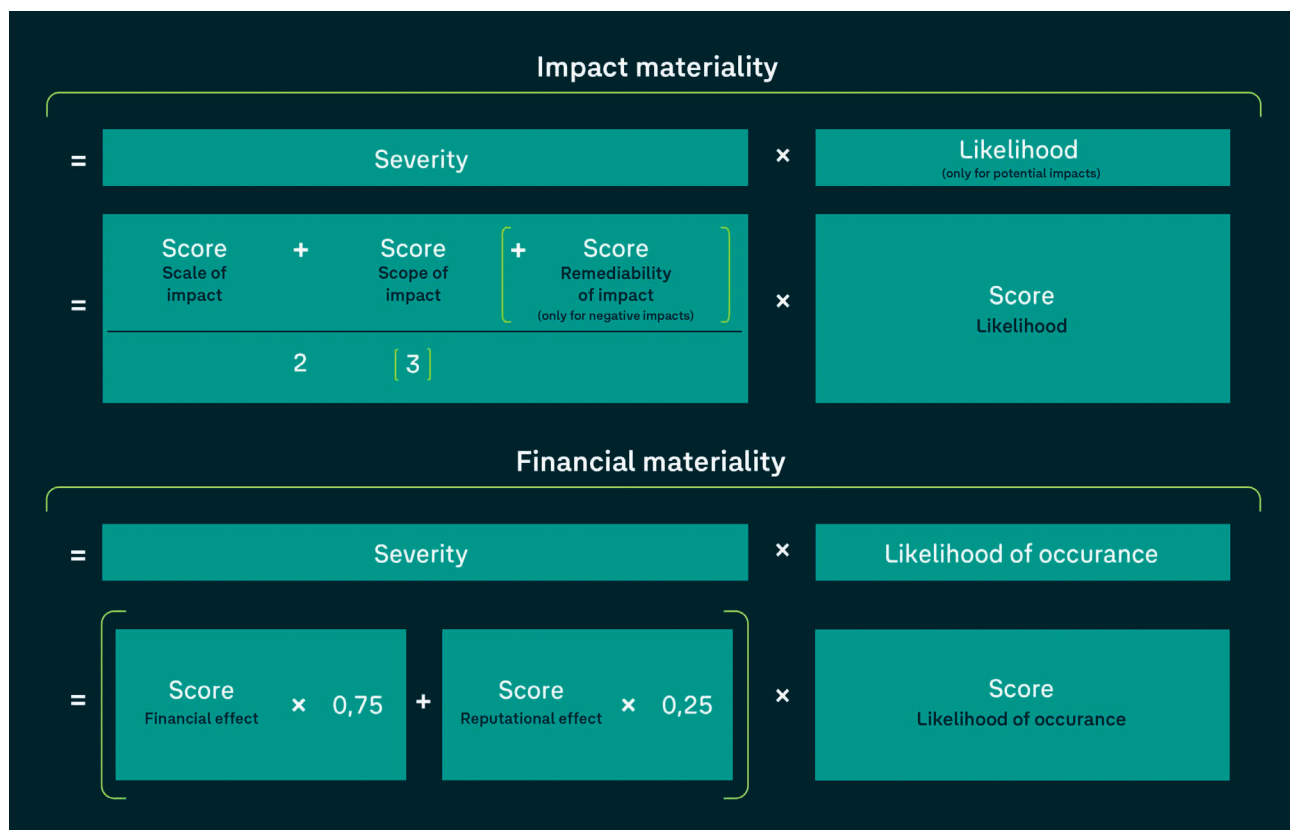 Impact materiality
= Severity × Likelihood
(only for potential impacts)
Score + Score + Score
Scale of impact
Scope of impact
Remediability of impact
(only for negative impacts)
= × Score
Likelihood
2 [3]
Financial materiality
= Severity × Likelihood of occurance
= Score × 0,75 + Score × 0,25 × Score
Financial effect Reputational effect Likelihood of occurance